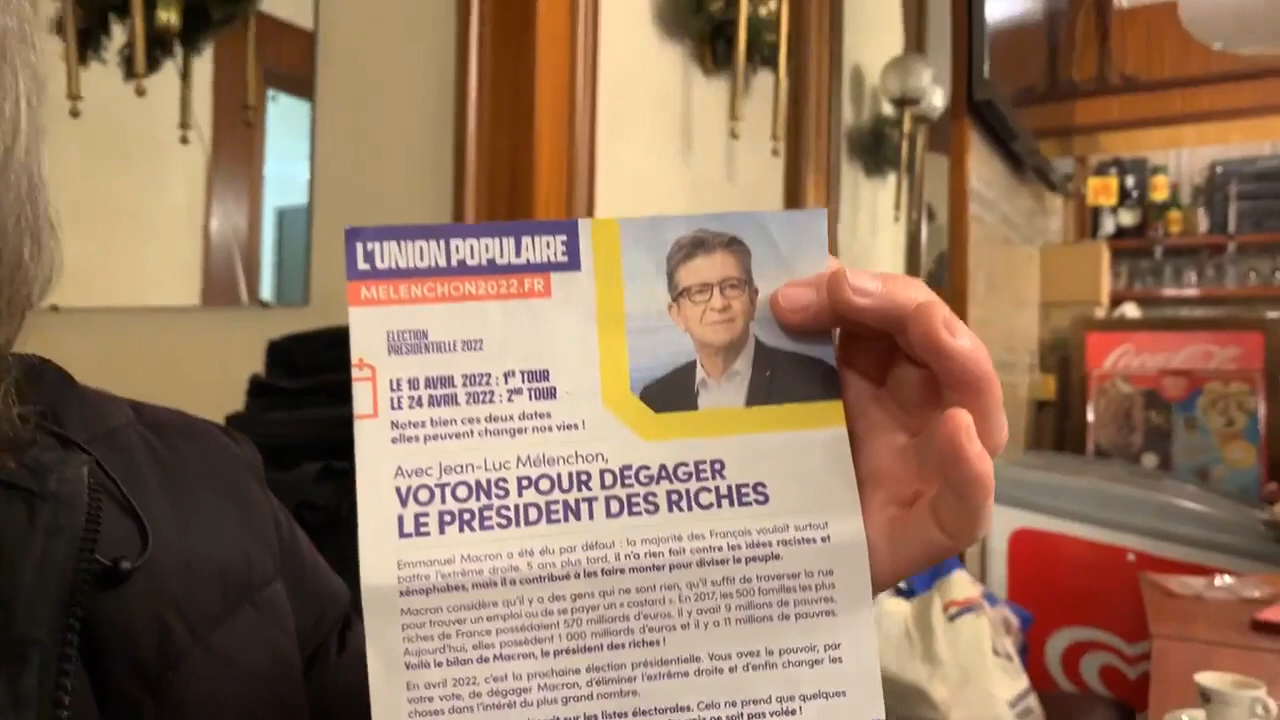 L'UNION POPULAIRE
MELENCHON2022.FR
ÉLECTION
PRÉSIDENTIELLE 2022
LE 10 AVRIL 2022 : 1ER TOUR
LE 24 AVRIL 2022 : 2ND TOUR
Notez bien ces deux dates
elles peuvent changer nos vies !
Avec Jean-Luc Mélenchon,
VOTONS POUR DÉGAGER
LE PRÉSIDENT DES RICHES
Emmanuel Macron a été élu par défaut : la majorité des Français voulait surtout
battre l'extrême droite. 5 ans plus tard, il n'a rien fait contre les idées racistes et
xénophobes, mais il a contribué à les faire monter pour diviser le peuple.
Macron considère qu'il y a des gens qui ne sont rien, qu'il suffit de traverser la rue
pour trouver un emploi ou de se payer un « costard ». En 2017, les 500 familles les plus
riches de France possédaient 570 milliards d'euros. Il y avait 9 millions de pauvres.
Aujourd'hui, elles possèdent 1 000 milliards d'euros et il y a 11 millions de pauvres.
Voilà le bilan de Macron, le président des riches !
En avril 2022, c'est la prochaine élection présidentielle. Vous avez le pouvoir, par
votre vote, de dégager Macron, d'éliminer l'extrême droite et d'enfin changer les
choses dans l'intérêt du plus grand nombre.
sur les listes électorales. Cela ne prend que quelques
ne soit pas volée !
Coca-Cola